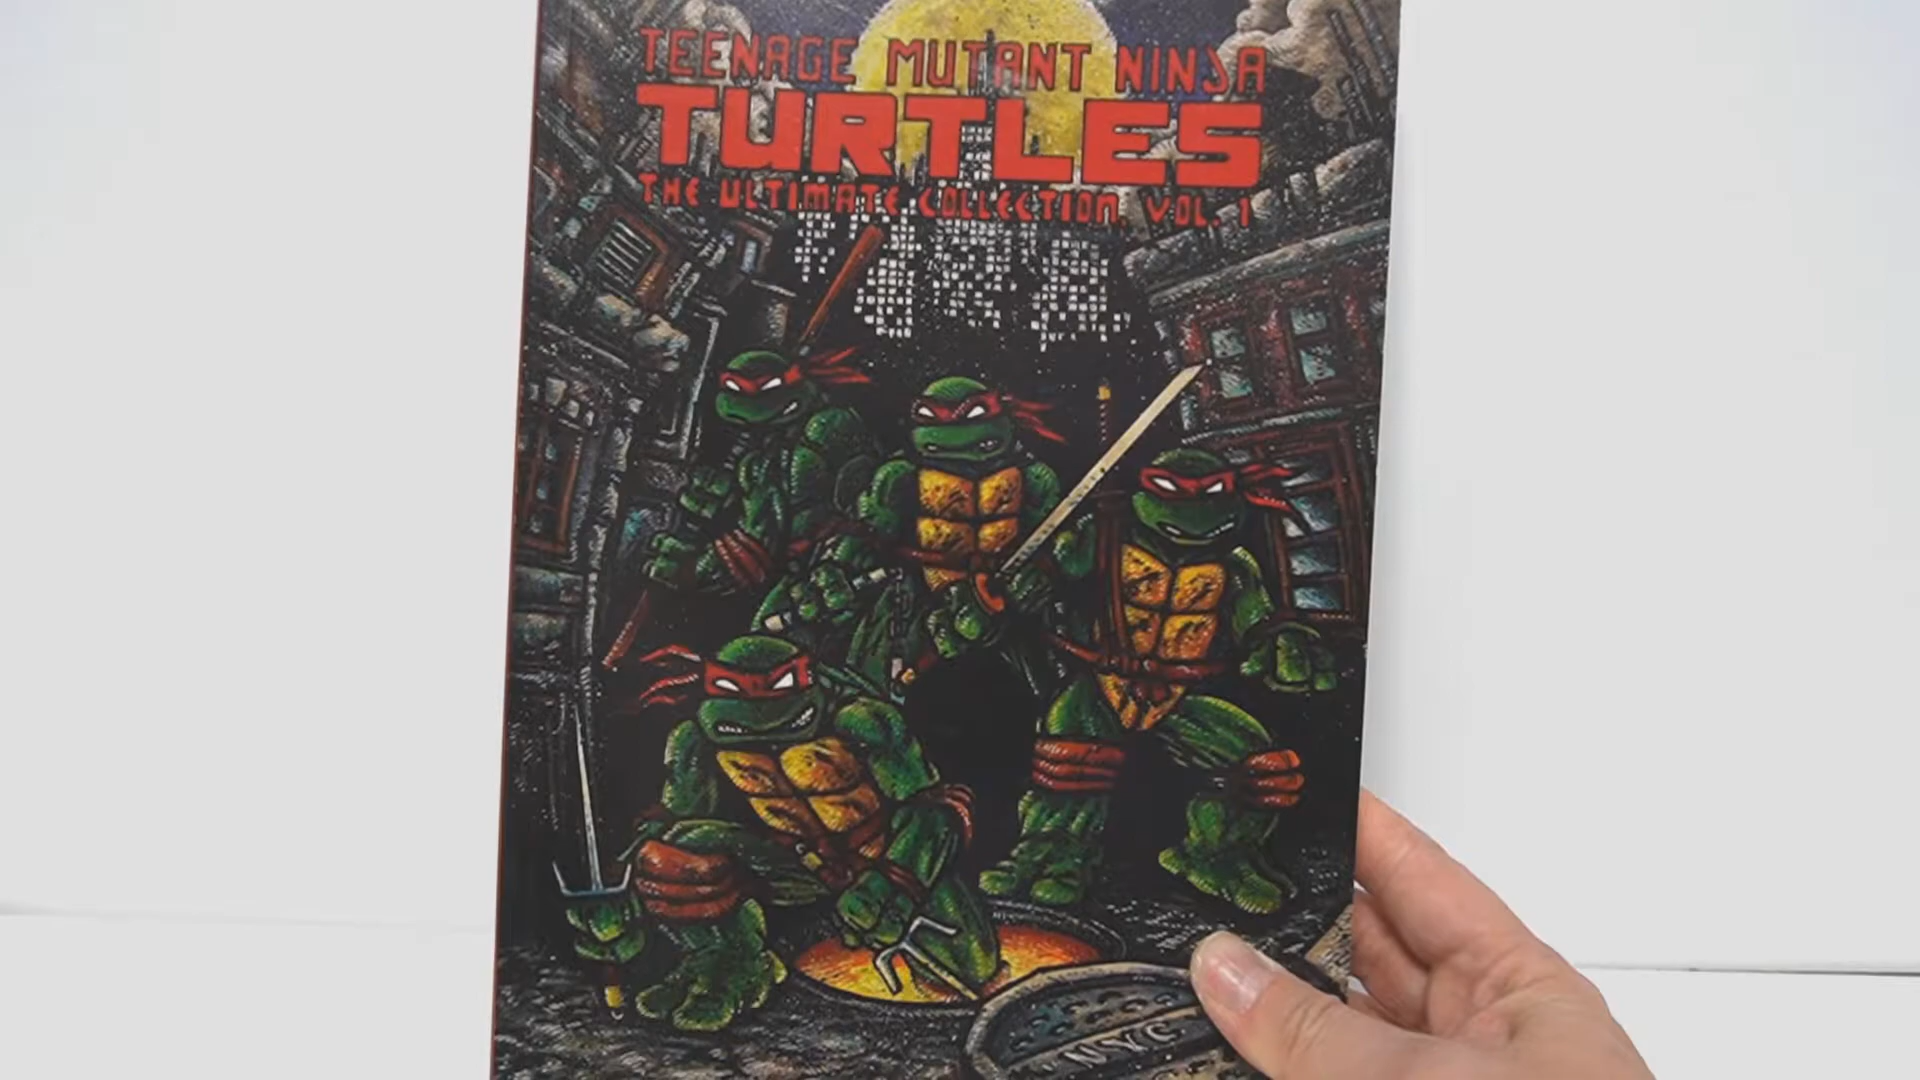 TEENAGE MUTANT NINJA
TURTLES
THE ULTIMATE COLLECTION, VOL. 1
NYC